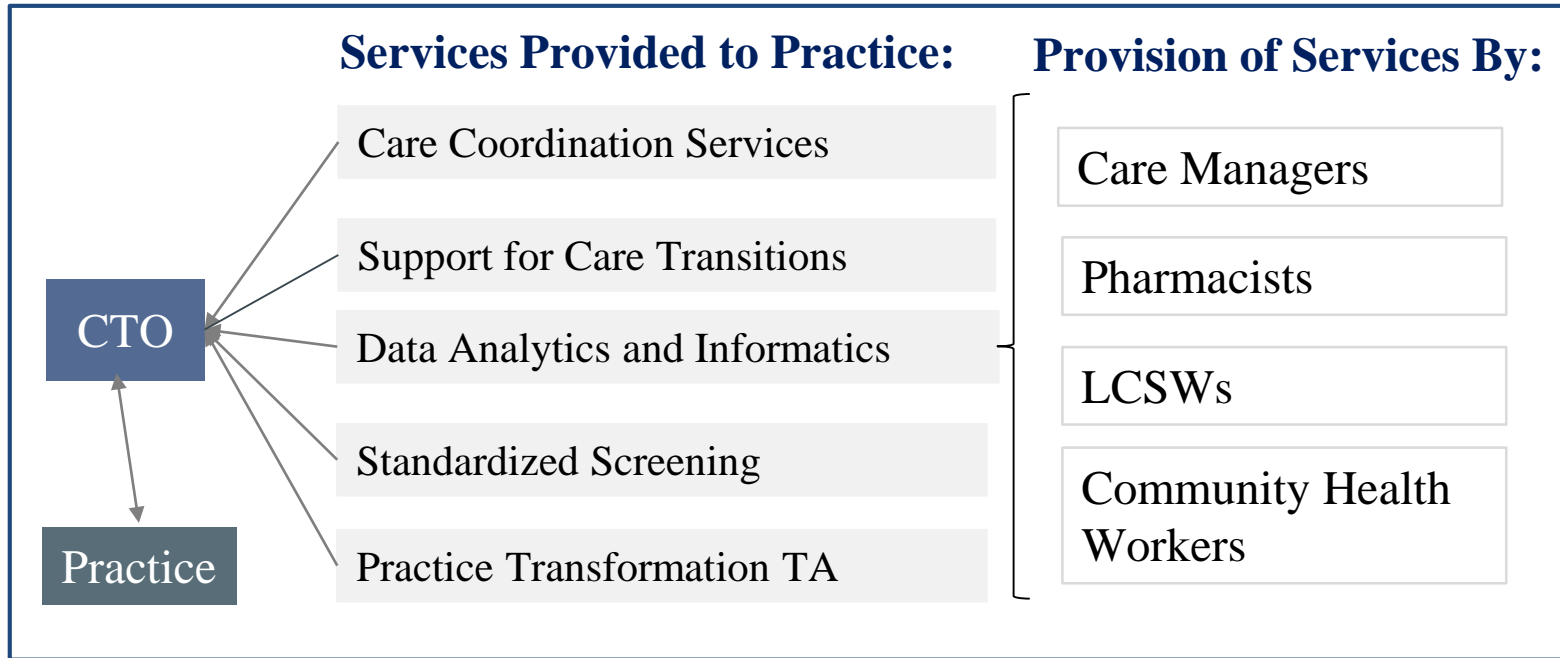 Services Provided to Practice:
Provision of Services By:
Care Coordination Services
Support for Care Transitions
Data Analytics and Informatics
Standardized Screening
Practice Transformation TA
CTO
Practice
Care Managers
Pharmacists
LCSWs
Community Health
Workers